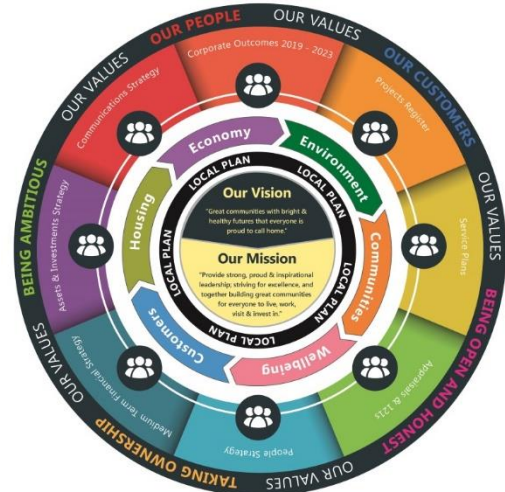 OUR VALUES
OUR PEOPLE
OUR VALUES
OUR CUSTOMERS
OUR VALUES
BEING OPEN AND HONEST
OUR VALUES
TAKING OWNERSHIP
OUR VALUES
BEING AMBITIOUS
Corporate Outcomes 2019 - 2023
Projects Register
Service Plans
Appraisals & 121s
People Strategy
Medium Term Financial Strategy
Assets & Investments Strategy
Communications Strategy
Economy
Environment
Communities
Wellbeing
Customers
Housing
LOCAL PLAN
LOCAL PLAN
LOCAL PLAN
LOCAL PLAN
LOCAL PLAN
LOCAL PLAN
Our Vision
"Great communities with bright &
healthy futures that everyone is
proud to call home."
Our Mission
"Provide strong, proud & inspirational
leadership; striving for excellence, and
together building great communities
for everyone to live, work,
visit & invest in."